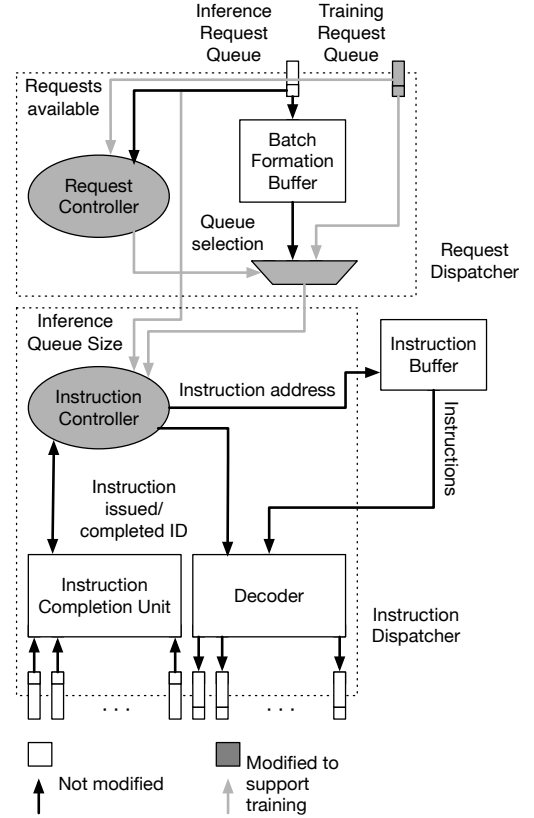 Inference
Request
Queue
Training
Request
Queue
Requests
available
Batch
Formation
Buffer
Request
Controller
Queue
selection
Request
Dispatcher
Inference
Queue Size
Instruction
Buffer
Instruction
Controller
Instruction address
Instructions
Instruction
issued/
completed ID
Instruction
Completion Unit
Decoder
Instruction
Dispatcher
. . .
. . .
Not modified
Modified to
support
training